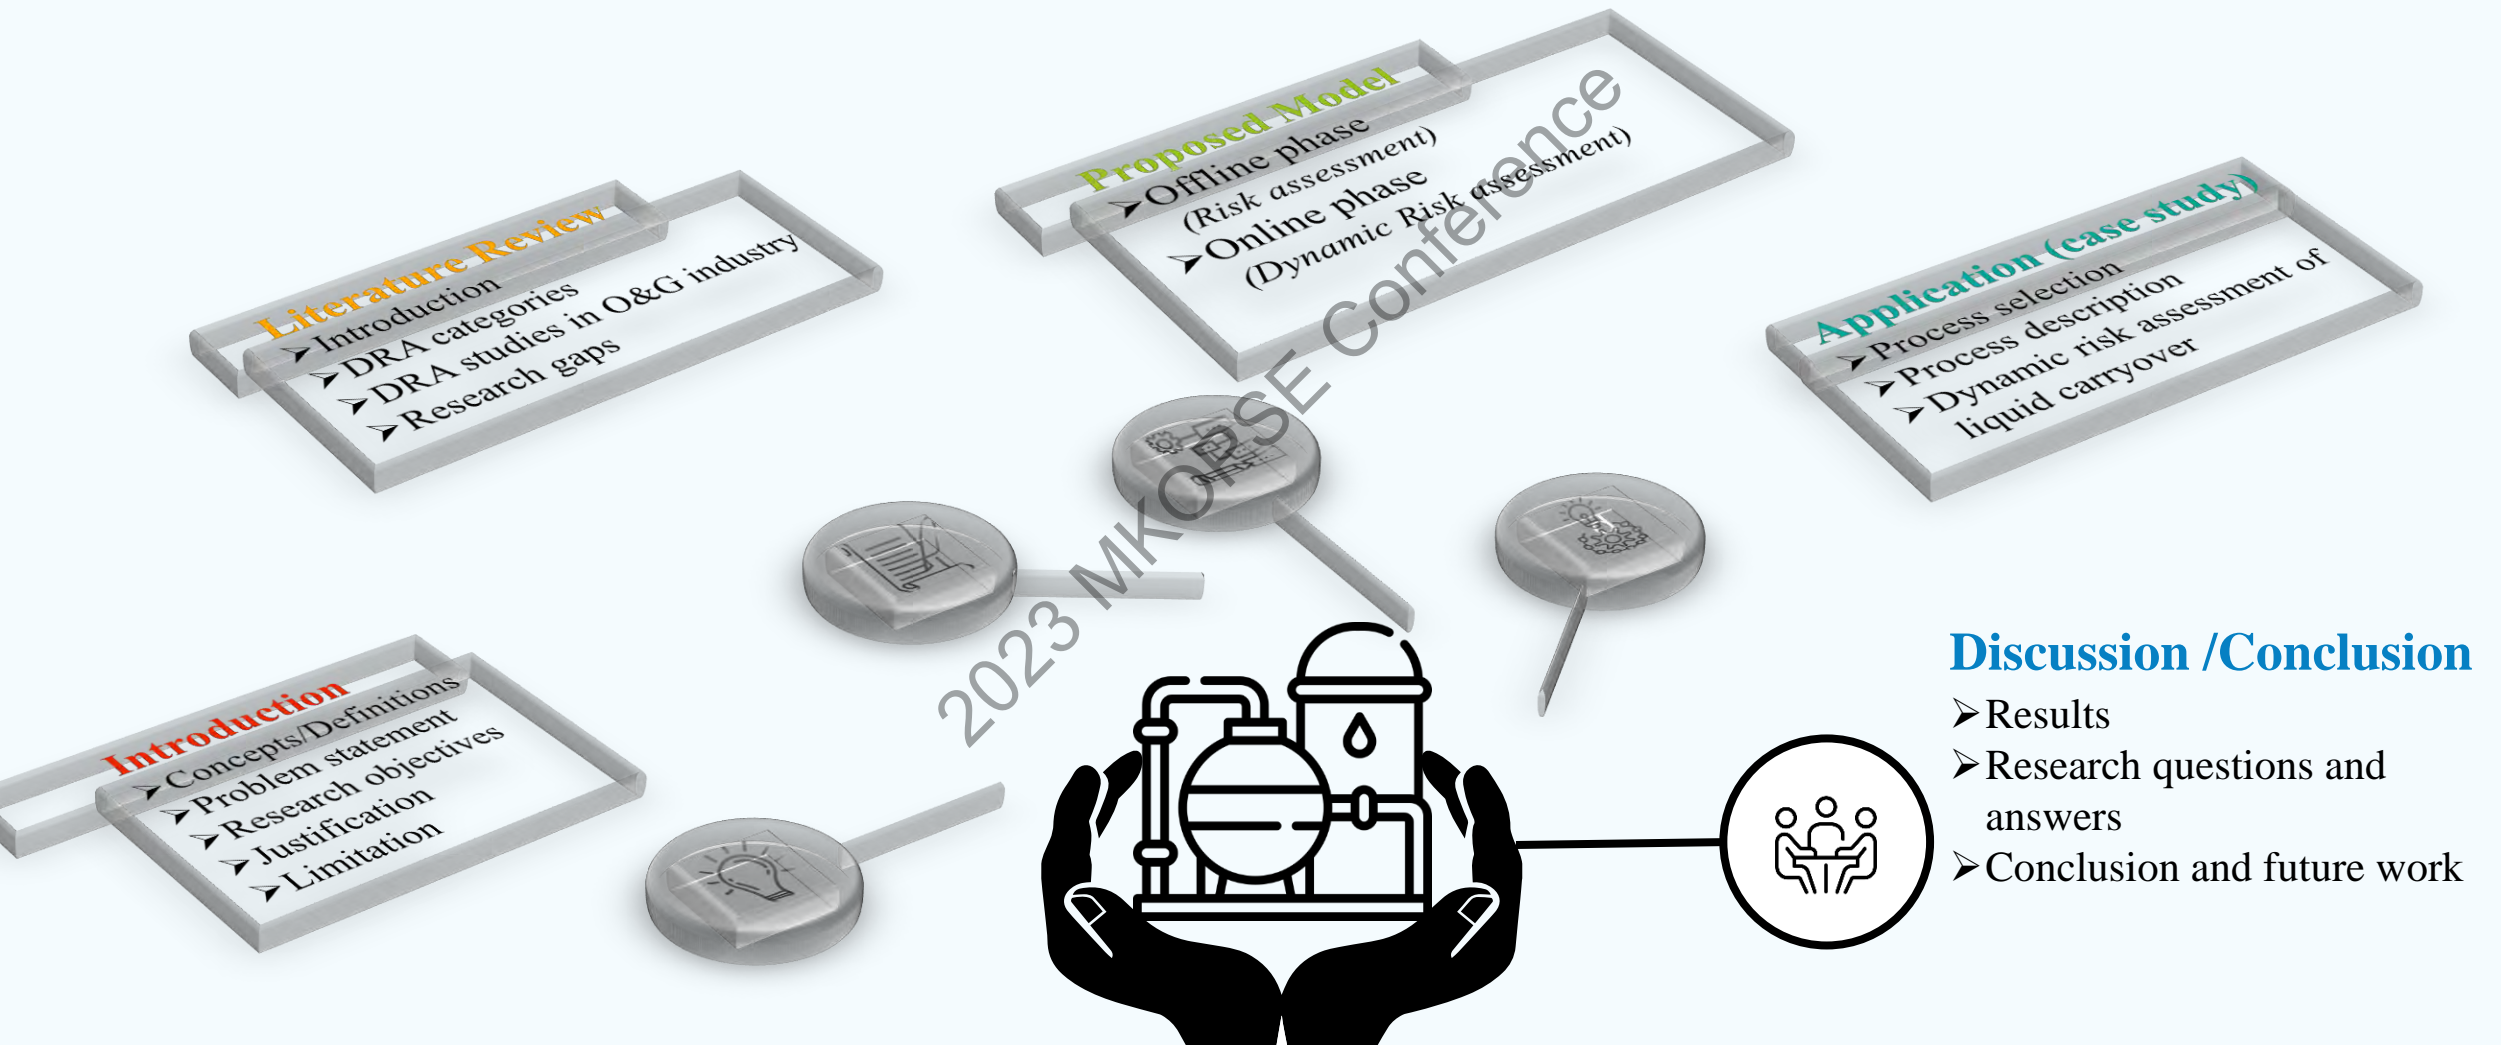 Introduction
➢Concepts/Definitions
➢Problem statement
➢Research objectives
➢Justification
➢Limitation
Literature Review
➢Introduction
➢DRA categories
➢DRA studies in O&G industry
➢Research gaps
Proposed Model
➢Offline phase
(Risk assessment)
➢Online phase
(Dynamic Risk assessment)
Application (case study)
➢Process selection
➢Process description
➢Dynamic risk assessment of
liquid carryover
Discussion /Conclusion
➢Results
➢Research questions and
answers
➢Conclusion and future work
2023 MKOPSE Conference